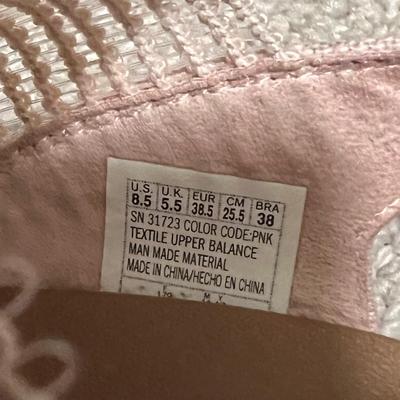 U.S. U.K. EUR CM BRA
8.5 5.5 38.5 25.5 38
SN 31723 COLOR CODE:PNK
TEXTILE UPPER BALANCE
MAN MADE MATERIAL
MADE IN CHINA/HECHO EN CHINA